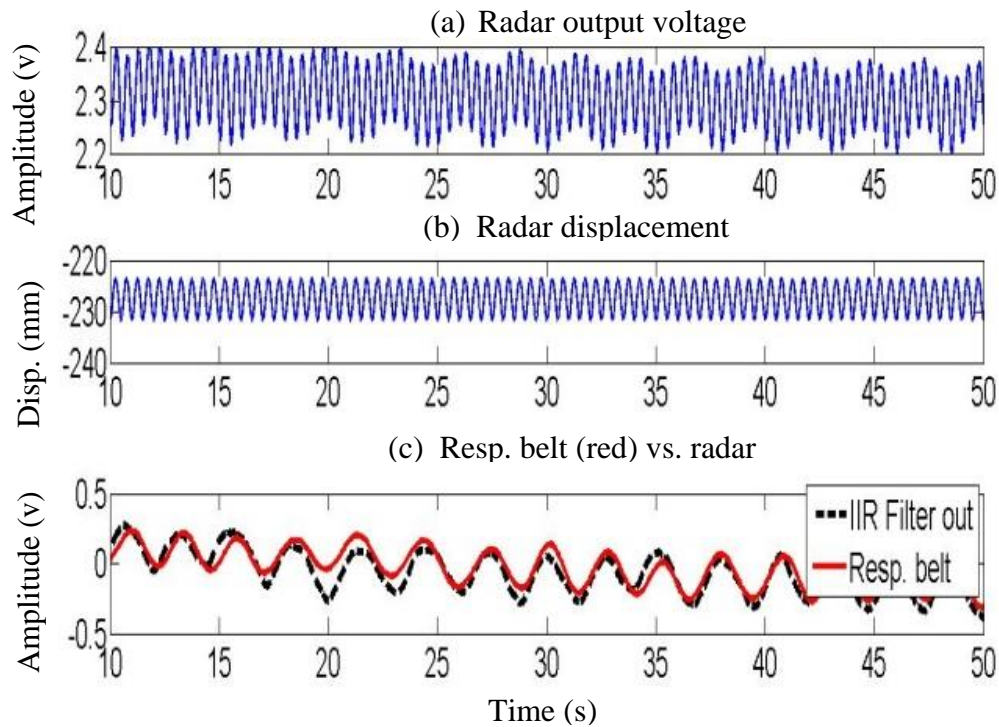 (a) Radar output voltage
Amplitude (v)
2.4
2.3
2.2
10 15 20 25 30 35 40 45 50
(b) Radar displacement
Disp. (mm)
-220
-230
-240
10 15 20 25 30 35 40 45 50
(c) Resp. belt (red) vs. radar
Amplitude (v)
0.5
0
-0.5
IIR Filter out
Resp. belt
10 15 20 25 30 35 40 45 50
Time (s)